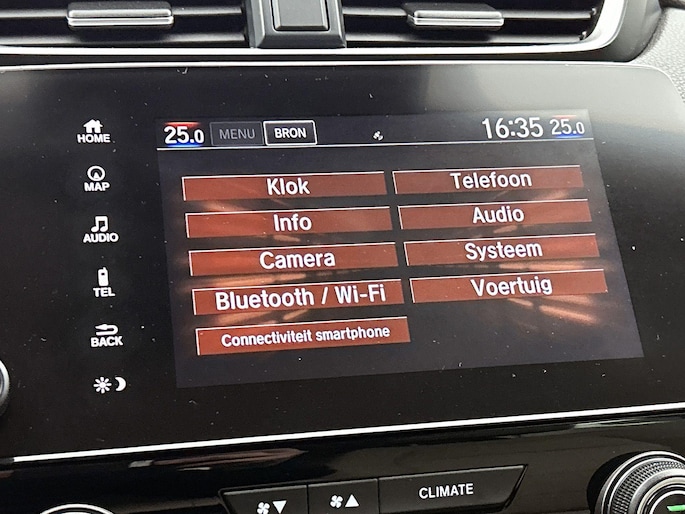 HOME
MAP
AUDIO
TEL
BACK
25.0 MENU BRON 16:35 25.0
Klok Telefoon
Info Audio
Camera Systeem
Bluetooth / Wi-Fi Voertuig
Connectiviteit smartphone
CLIMATE